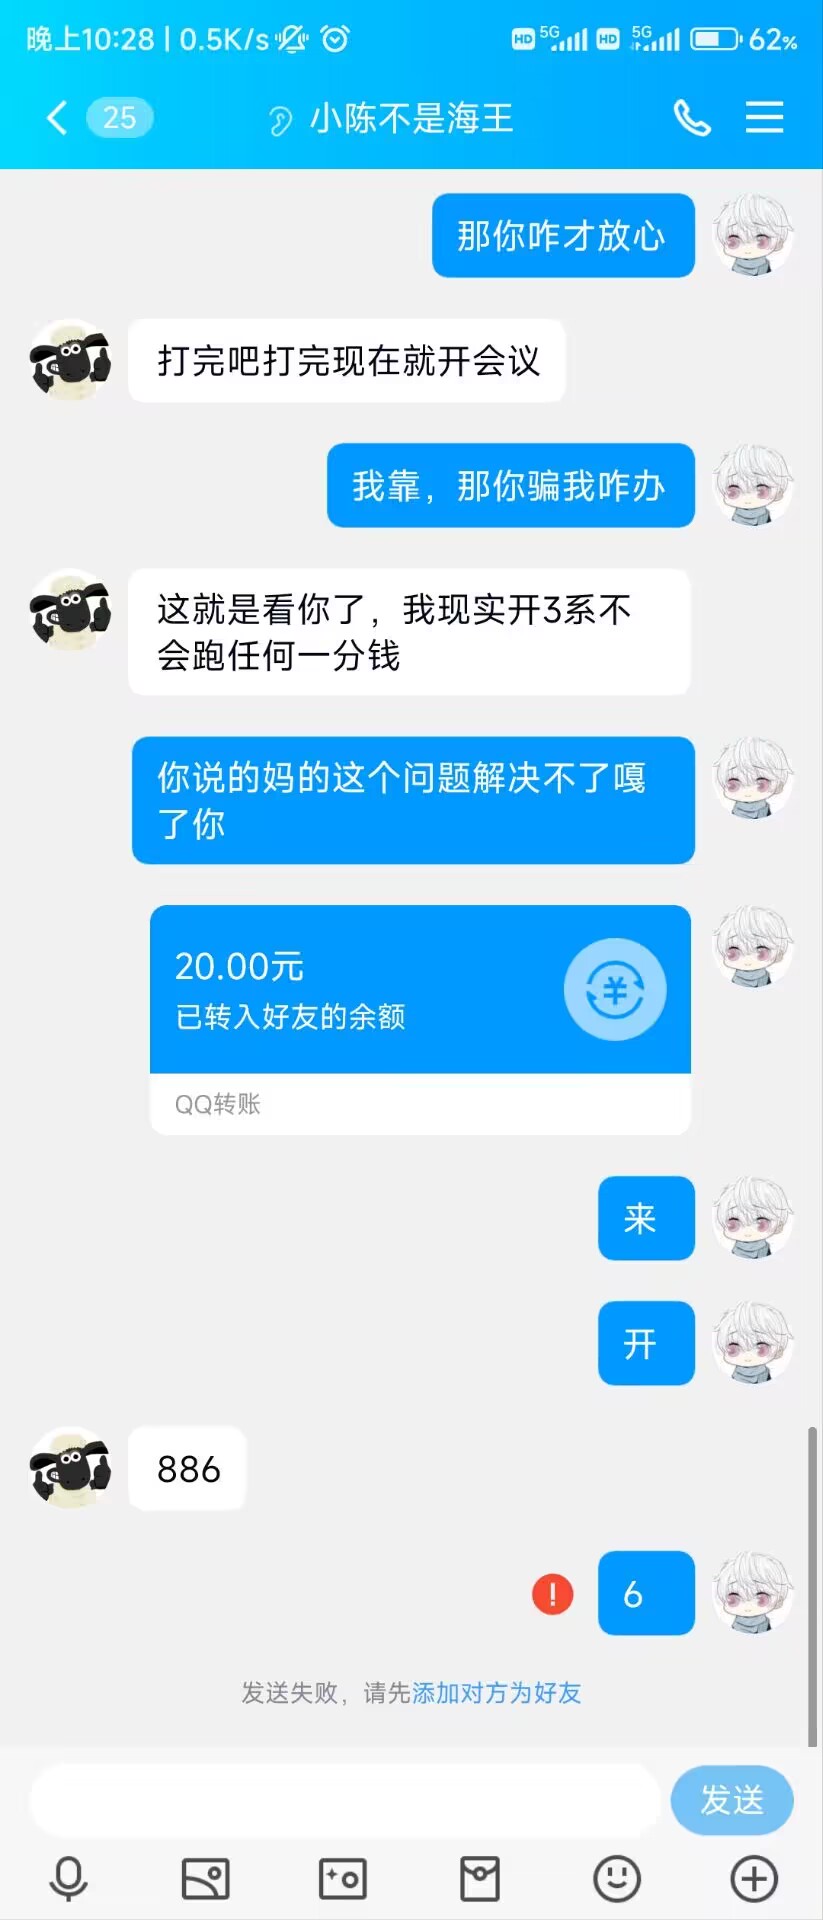 晚上10:28 | 0.5K/s HD 5G HD 5G 62%
25 小陈不是海王
那你咋才放心
打完吧打完现在就开会议
我靠，那你骗我咋办
这就是看你了，我现实开3系不
会跑任何一分钱
你说的妈的这个问题解决不了嘎
了你
20.00元
已转入好友的余额
¥
QQ转账
来
开
886
! 6
发送失败，请先添加对方为好友
发送